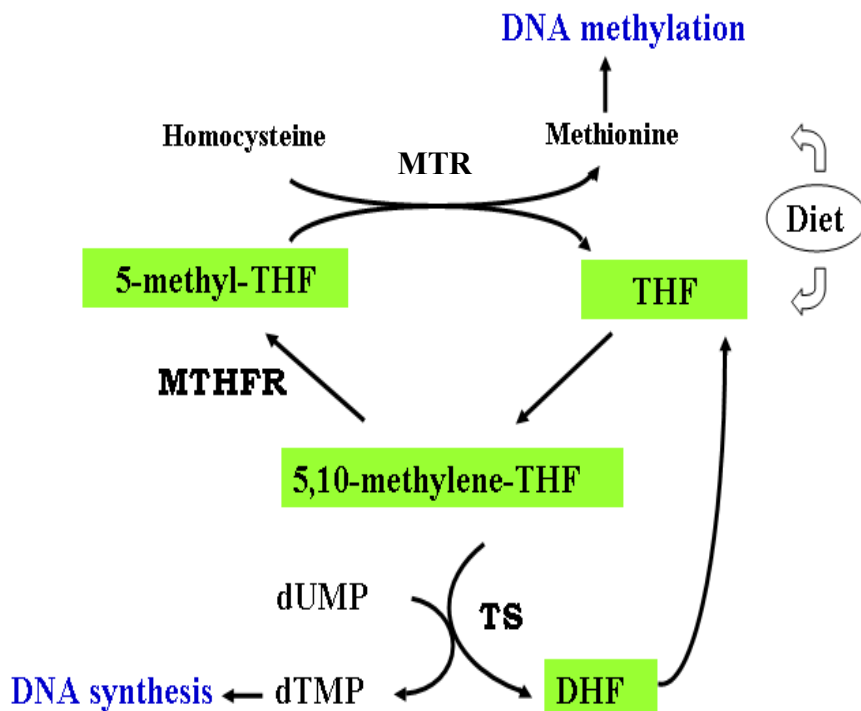 DNA methylation
Homocysteine
Methionine
MTR
Diet
5-methyl-THF
THF
MTHFR
5,10-methylene-THF
dUMP
TS
DNA synthesis
dTMP
DHF